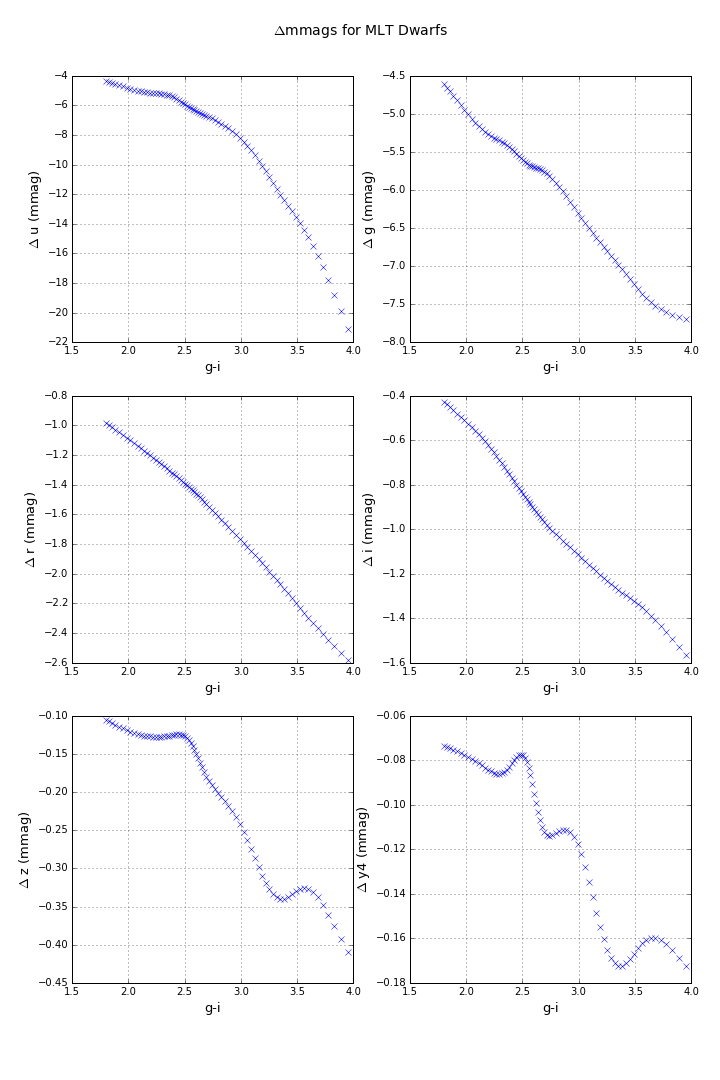 Δmmags for MLT Dwarfs
−4
−6
−8
−10
−12
−14
−16
−18
−20
−22
Δ u (mmag)
1.5 2.0 2.5 3.0 3.5 4.0
g-i
−4.5
−5.0
−5.5
−6.0
−6.5
−7.0
−7.5
−8.0
Δ g (mmag)
1.5 2.0 2.5 3.0 3.5 4.0
g-i
−0.8
−1.0
−1.2
−1.4
−1.6
−1.8
−2.0
−2.2
−2.4
−2.6
Δ r (mmag)
1.5 2.0 2.5 3.0 3.5 4.0
g-i
−0.4
−0.6
−0.8
−1.0
−1.2
−1.4
−1.6
Δ i (mmag)
1.5 2.0 2.5 3.0 3.5 4.0
g-i
−0.10
−0.15
−0.20
−0.25
−0.30
−0.35
−0.40
−0.45
Δ z (mmag)
1.5 2.0 2.5 3.0 3.5 4.0
g-i
−0.06
−0.08
−0.10
−0.12
−0.14
−0.16
−0.18
Δ y4 (mmag)
1.5 2.0 2.5 3.0 3.5 4.0
g-i